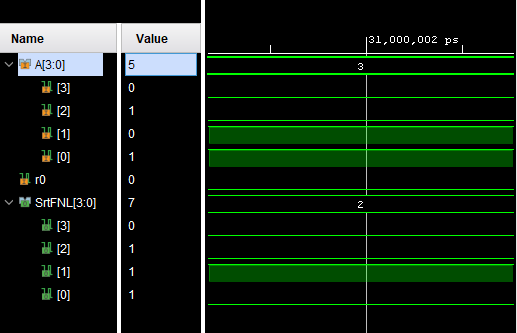 Name Value
31,000,002 ps
A[3:0] 5 3
[3] 0
[2] 1
[1] 0
[0] 1
r0 0
SrtFNL[3:0] 7 2
[3] 0
[2] 1
[1] 1
[0] 1